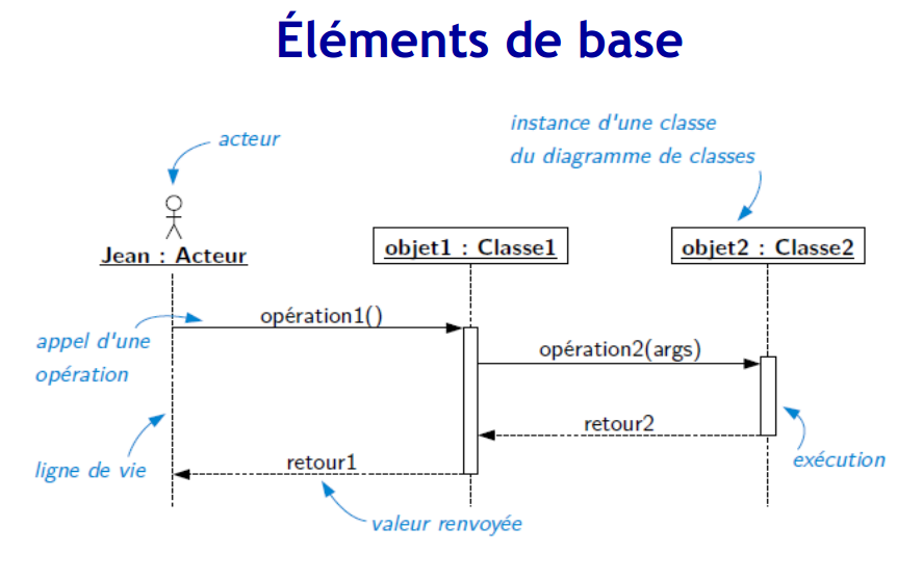 Éléments de base
acteur
instance d'une classe
du diagramme de classes
Jean : Acteur
objet1 : Classe1
objet2 : Classe2
opération1()
appel d'une
opération
opération2(args)
retour2
ligne de vie
retour1
exécution
valeur renvoyée